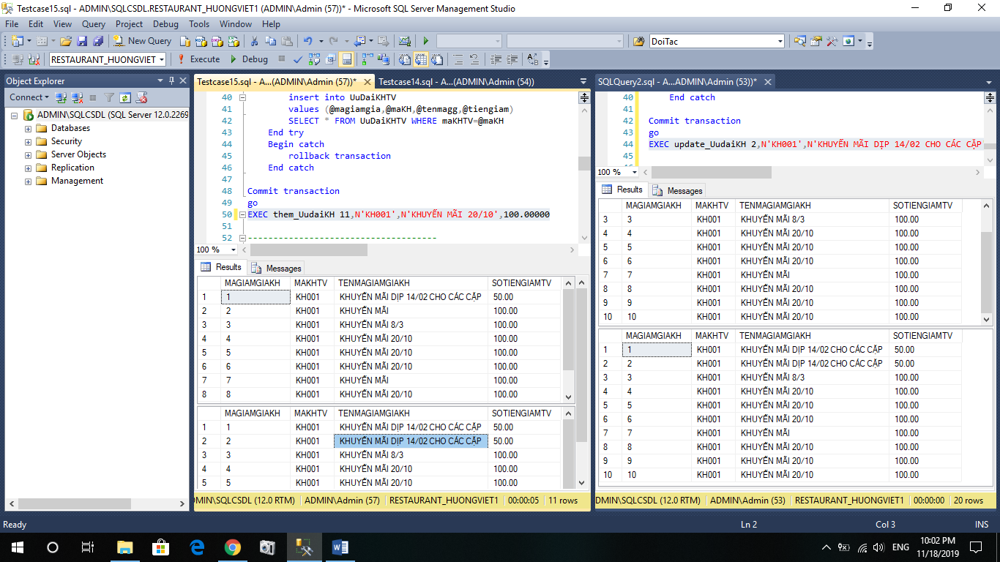 Testcase15.sql - ADMIN\SQLCSDL.RESTAURANT_HUONGVIET1 (ADMIN\Admin (57))* - Microsoft SQL Server Management Studio
File Edit View Query Project Debug Tools Window Help
New Query DoiTac
RESTAURANT_HUONGVIET Execute Debug
Object Explorer
Connect
ADMIN\SQLCSDL (SQL Server 12.0.2269
Databases
Security
Server Objects
Replication
Management
Testcase15.sql - A...(ADMIN\Admin (57))* Testcase14.sql - A...(ADMIN\Admin (54))
40 insert into UuDaiKHTV
41 values (@magiamgia,@maKH,@tenmagg,@tiengiam)
42 SELECT * FROM UuDaiKHTV WHERE maKHTV=@maKH
43 End try
44 Begin catch
45 rollback transaction
46 End catch
47
48 Commit transaction
49 go
50 EXEC them_UudaiKH 11,N'KH001',N'KHUYẾN MÃI 20/10',100.00000
51
52 ------------------------------------
100 %
Results Messages
MAGIAMGIAKH MAKHTV TENMAGIAMGIAKH SOTIENGIAMTV
1 1 KH001 KHUYẾN MÃI DỊP 14/02 CHO CÁC CẶP 50.00
2 2 KH001 KHUYẾN MÃI 100.00
3 3 KH001 KHUYẾN MÃI 8/3 100.00
4 4 KH001 KHUYẾN MÃI 20/10 100.00
5 5 KH001 KHUYẾN MÃI 20/10 100.00
6 6 KH001 KHUYẾN MÃI 20/10 100.00
7 7 KH001 KHUYẾN MÃI 100.00
8 8 KH001 KHUYẾN MÃI 20/10 100.00
MAGIAMGIAKH MAKHTV TENMAGIAMGIAKH SOTIENGIAMTV
1 1 KH001 KHUYẾN MÃI DỊP 14/02 CHO CÁC CẶP 50.00
2 2 KH001 KHUYẾN MÃI DỊP 14/02 CHO CÁC CẶP 50.00
3 3 KH001 KHUYẾN MÃI 8/3 100.00
4 4 KH001 KHUYẾN MÃI 20/10 100.00
5 5 KH001 KHUYẾN MÃI 20/10 100.00
MIN\SQLCSDL (12.0 RTM) ADMIN\Admin (57) RESTAURANT_HUONGVIET1 00:00:05 11 rows
SQLQuery2.sql - A...ADMIN\Admin (53))*
40 End catch
41
42 Commit transaction
43 go
44 EXEC update_UudaiKH 2,N'KH001',N'KHUYẾN MÃI DỊP 14/02 CHO CÁC CẶP
45
100 %
Results Messages
MAGIAMGIAKH MAKHTV TENMAGIAMGIAKH SOTIENGIAMTV
3 3 KH001 KHUYẾN MÃI 8/3 100.00
4 4 KH001 KHUYẾN MÃI 20/10 100.00
5 5 KH001 KHUYẾN MÃI 20/10 100.00
6 6 KH001 KHUYẾN MÃI 20/10 100.00
7 7 KH001 KHUYẾN MÃI 100.00
8 8 KH001 KHUYẾN MÃI 20/10 100.00
9 9 KH001 KHUYẾN MÃI 20/10 100.00
10 10 KH001 KHUYẾN MÃI 20/10 100.00
MAGIAMGIAKH MAKHTV TENMAGIAMGIAKH SOTIENGIAMTV
1 1 KH001 KHUYẾN MÃI DỊP 14/02 CHO CÁC CẶP 50.00
2 2 KH001 KHUYẾN MÃI DỊP 14/02 CHO CÁC CẶP 50.00
3 3 KH001 KHUYẾN MÃI 8/3 100.00
4 4 KH001 KHUYẾN MÃI 20/10 100.00
5 5 KH001 KHUYẾN MÃI 20/10 100.00
6 6 KH001 KHUYẾN MÃI 20/10 100.00
7 7 KH001 KHUYẾN MÃI 100.00
8 8 KH001 KHUYẾN MÃI 20/10 100.00
9 9 KH001 KHUYẾN MÃI 20/10 100.00
10 10 KH001 KHUYẾN MÃI 20/10 100.00
DMIN\SQLCSDL (12.0 RTM) ADMIN\Admin (53) RESTAURANT_HUONGVIET1 00:00:00 20 rows
Ready Ln 2 Col 3 INS
ENG 10:02 PM
11/18/2019